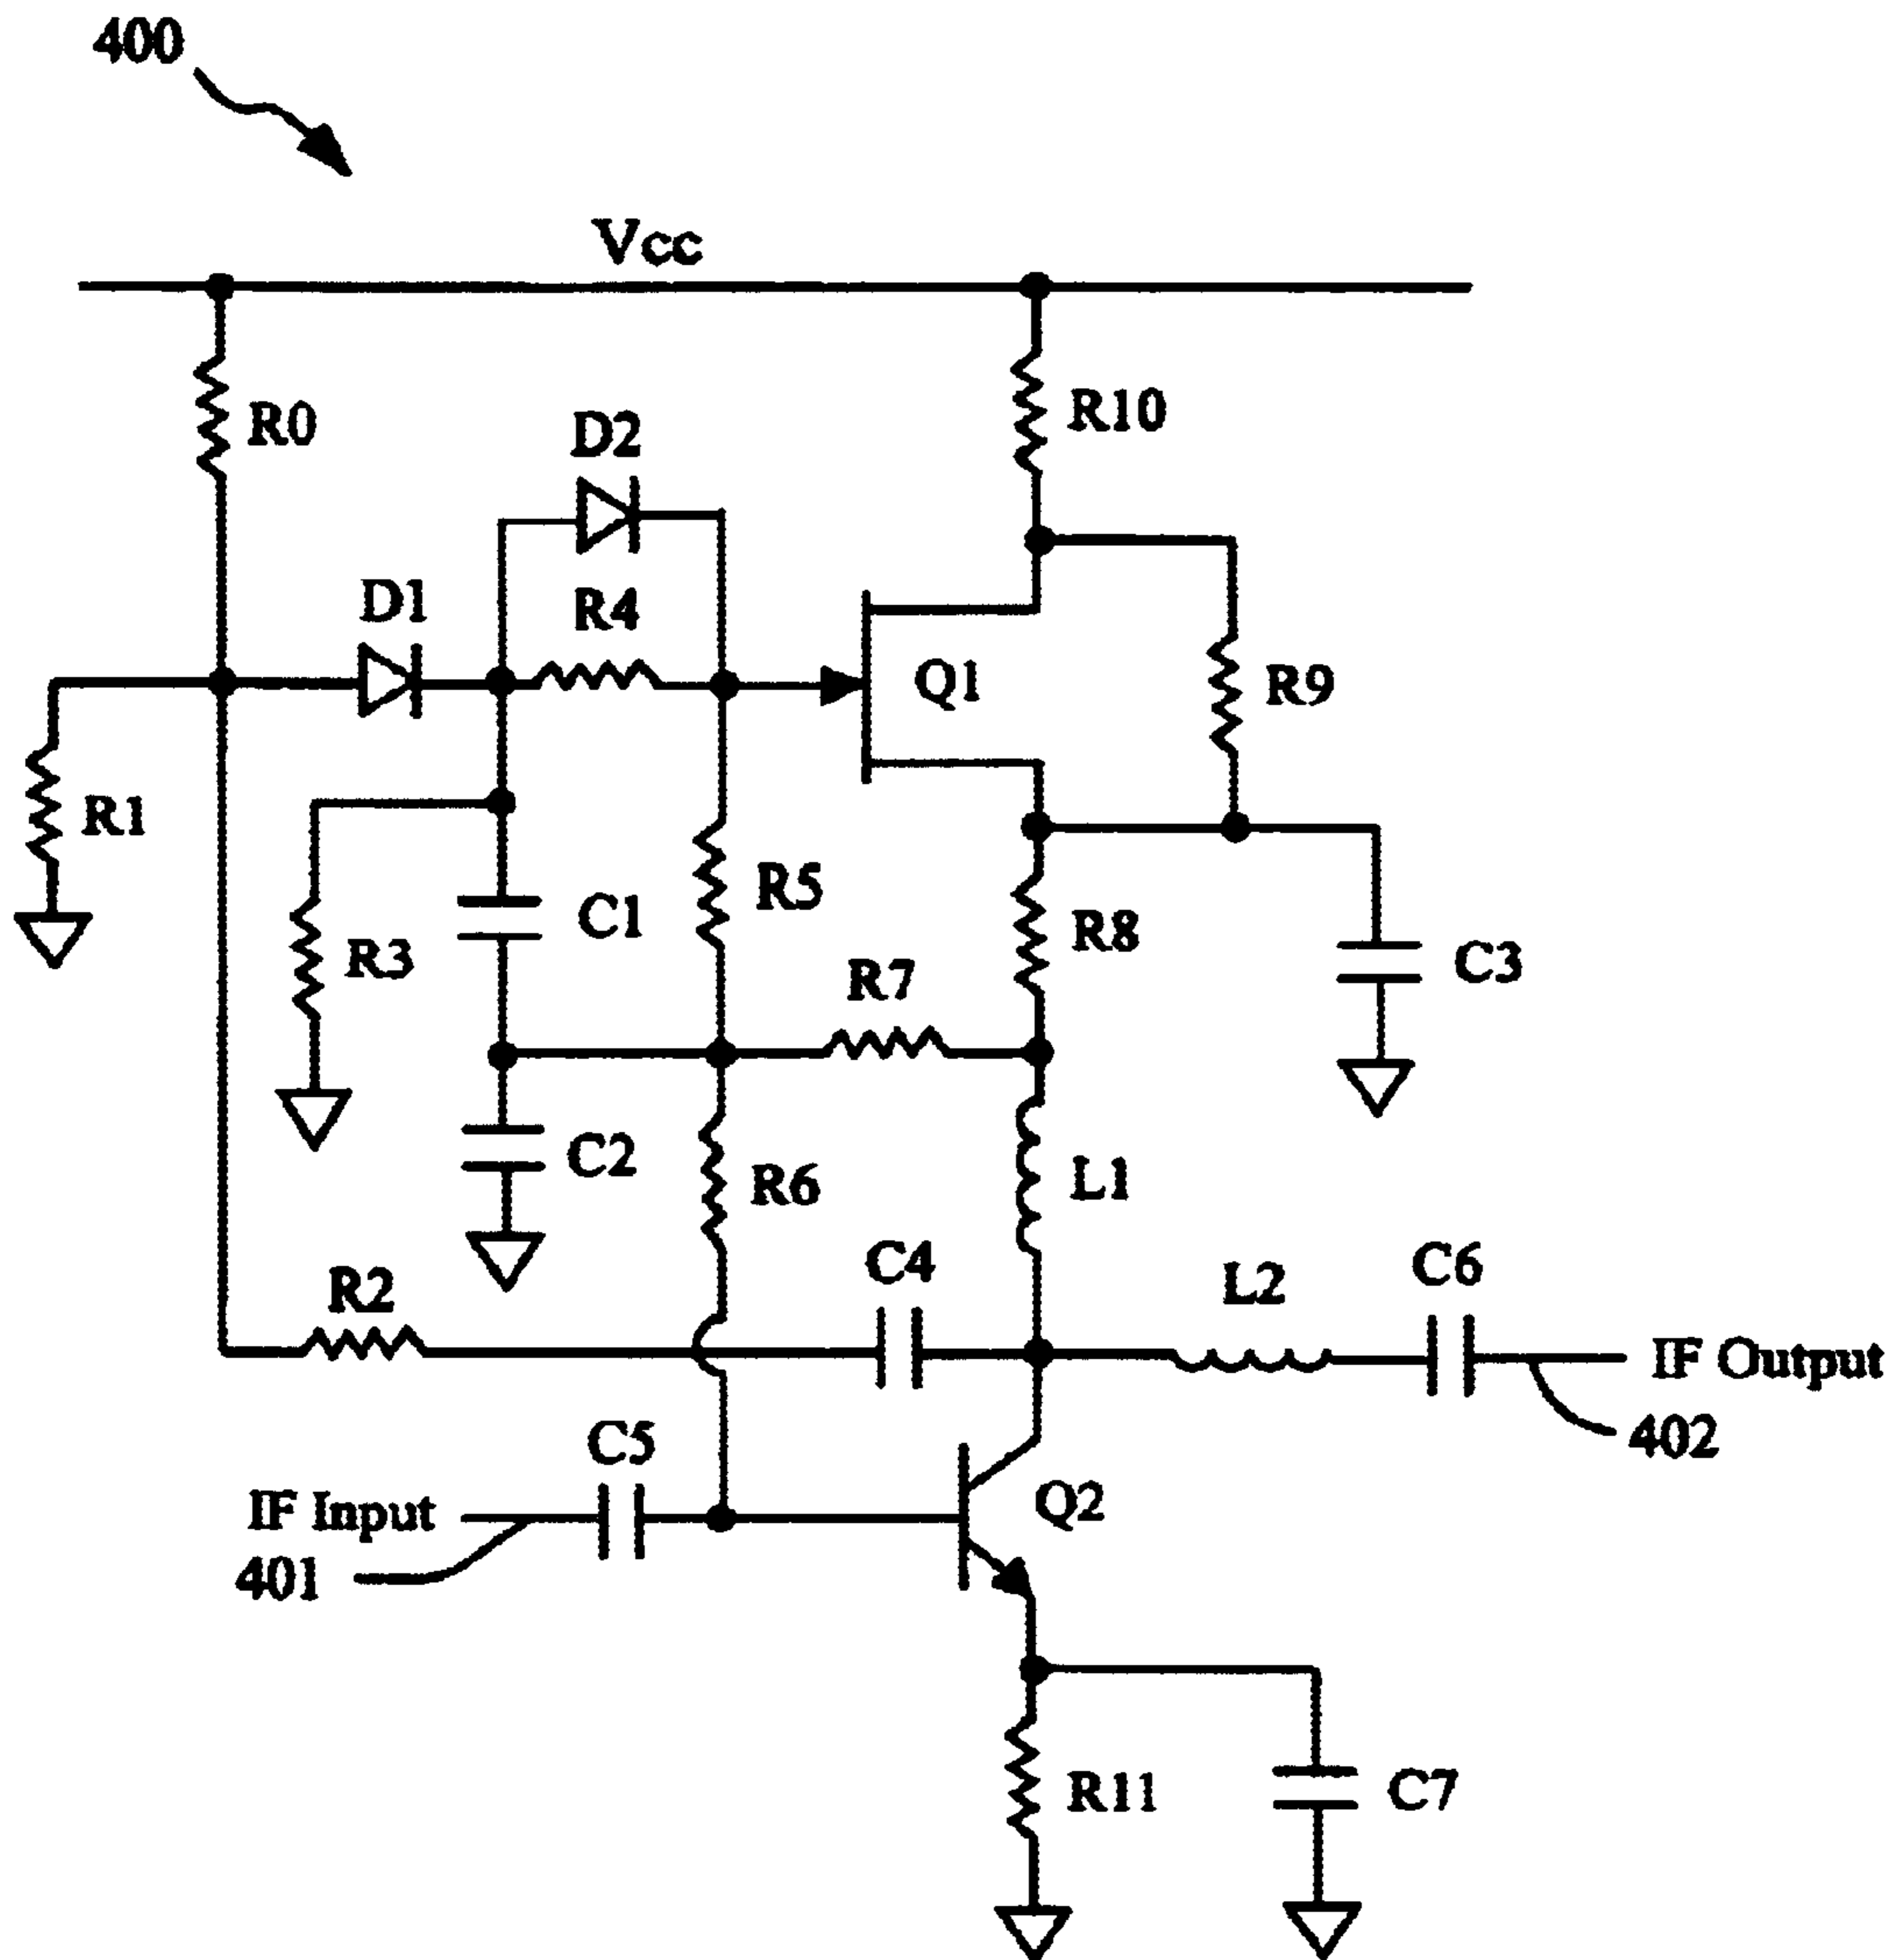 400
Vcc
R0
R10
D2
D1
R4
Q1
R9
R1
R5
C1
R8
R3
C3
R7
C2
R6
L1
C4
C6
R2
L2
IF Output
402
C5
IF Input
Q2
401
R11
C7